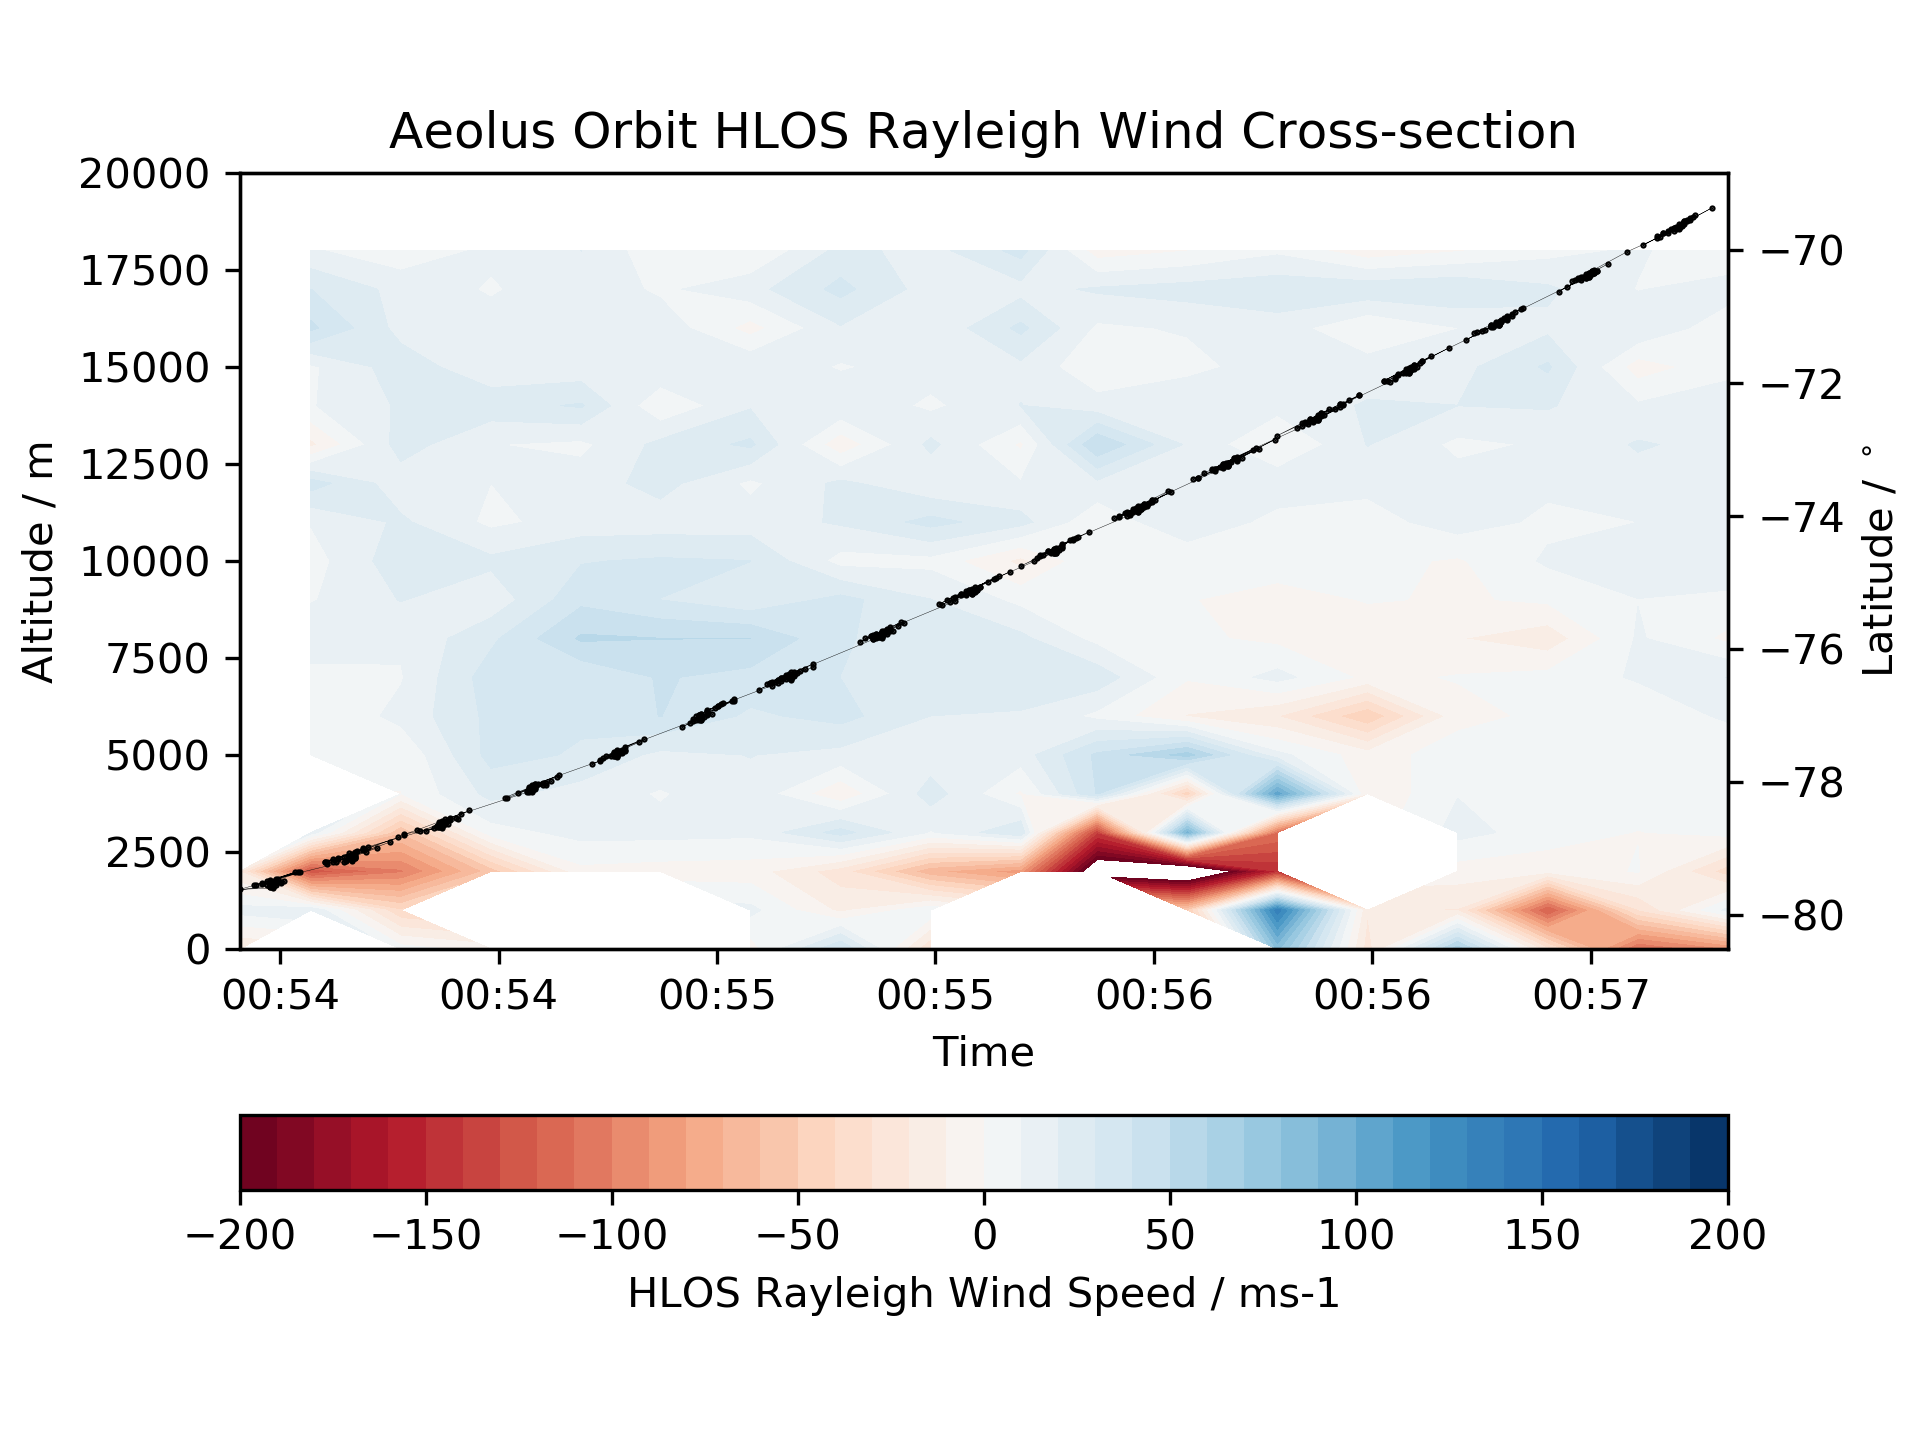 Aeolus Orbit HLOS Rayleigh Wind Cross-section
20000
17500
15000
12500
10000
7500
5000
2500
0
Altitude / m
−70
−72
−74
−76
−78
−80
Latitude / °
00:54 00:54 00:55 00:55 00:56 00:56 00:57
Time
−200 −150 −100 −50 0 50 100 150 200
HLOS Rayleigh Wind Speed / ms-1